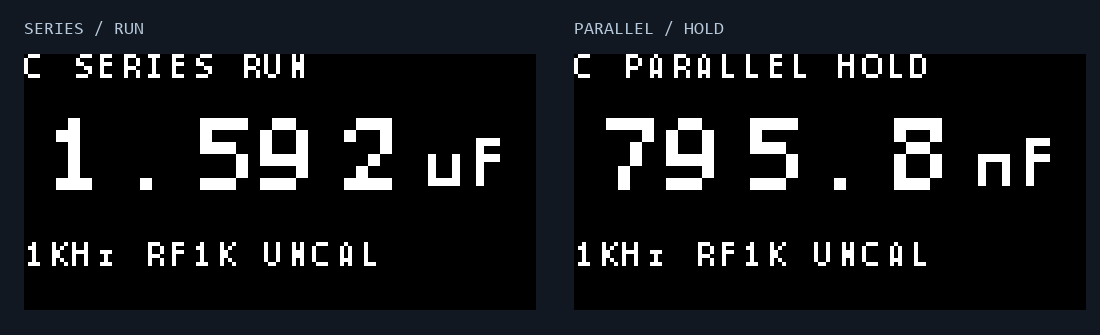 SERIES / RUN
C SERIES RUN
1.592 uF
1KHz RF1K UNCAL
PARALLEL / HOLD
C PARALLEL HOLD
795.8 nF
1KHz RF1K UNCAL